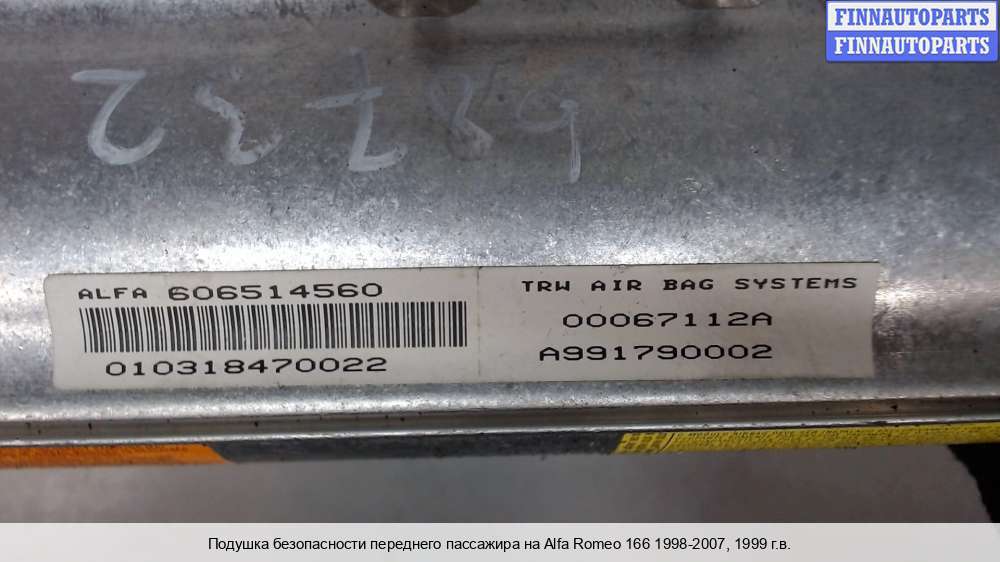 FINNAUTOPARTS
FINNAUTOPARTS
68732
ALFA 606514560
010318470022
TRW AIR BAG SYSTEMS
00067112A
A991790002
Подушка безопасности переднего пассажира на Alfa Romeo 166 1998-2007, 1999 г.в.